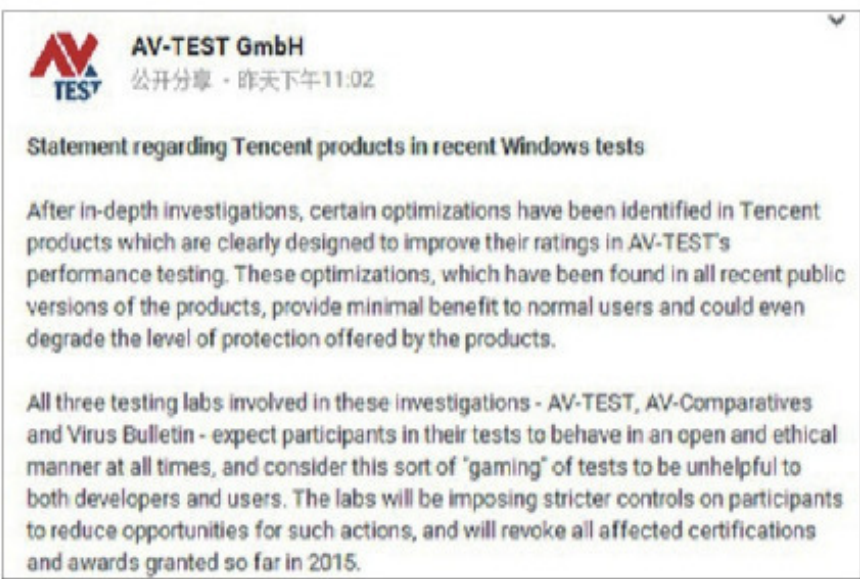 AV
TEST
AV-TEST GmbH
公开分享 · 昨天下午11:02
Statement regarding Tencent products in recent Windows tests
After in-depth investigations, certain optimizations have been identified in Tencent
products which are clearly designed to improve their ratings in AV-TEST's
performance testing. These optimizations, which have been found in all recent public
versions of the products, provide minimal benefit to normal users and could even
degrade the level of protection offered by the products.
All three testing labs involved in these investigations - AV-TEST, AV-Comparatives
and Virus Bulletin - expect participants in their tests to behave in an open and ethical
manner at all times, and consider this sort of "gaming" of tests to be unhelpful to
both developers and users. The labs will be imposing stricter controls on participants
to reduce opportunities for such actions, and will revoke all affected certifications
and awards granted so far in 2015.